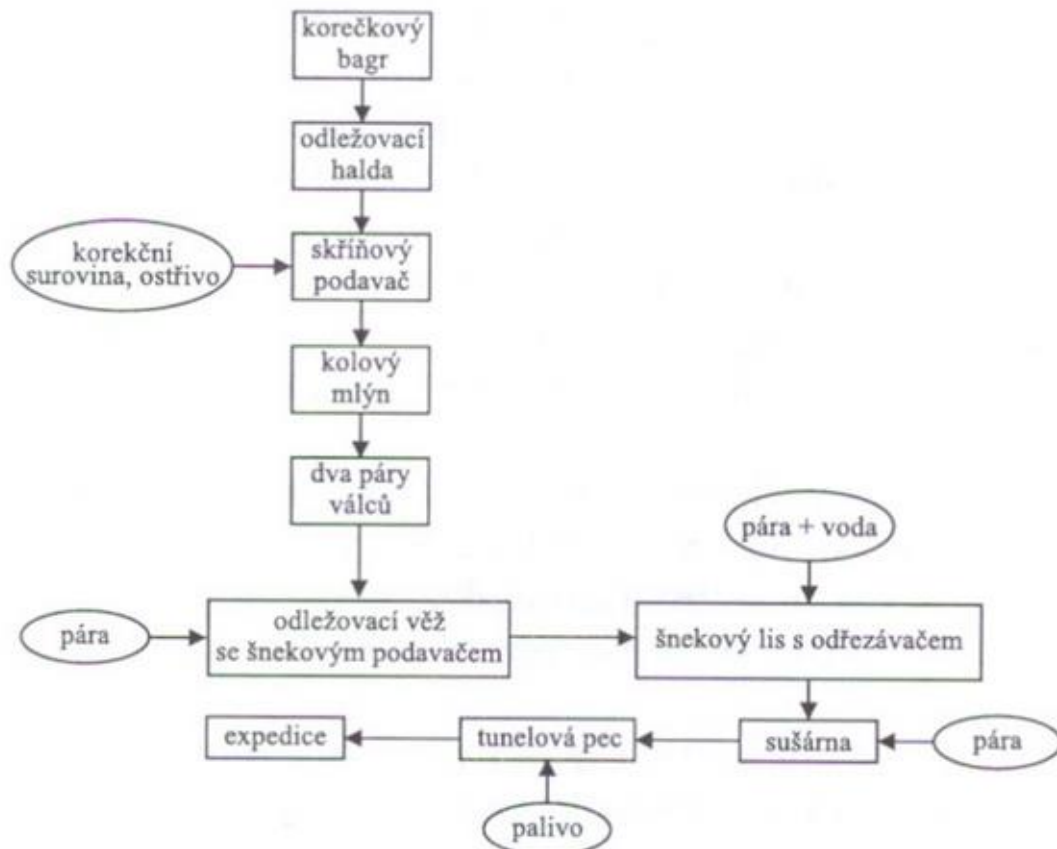 korečkový
bagr
odležovací
halda
korekční
surovina, ostřivo
skříňový
podavač
kolový
mlýn
dva páry
válců
pára + voda
pára
odležovací věž
se šnekovým podavačem
šnekový lis s odřezávačem
expedice
tunelová pec
sušárna
pára
palivo